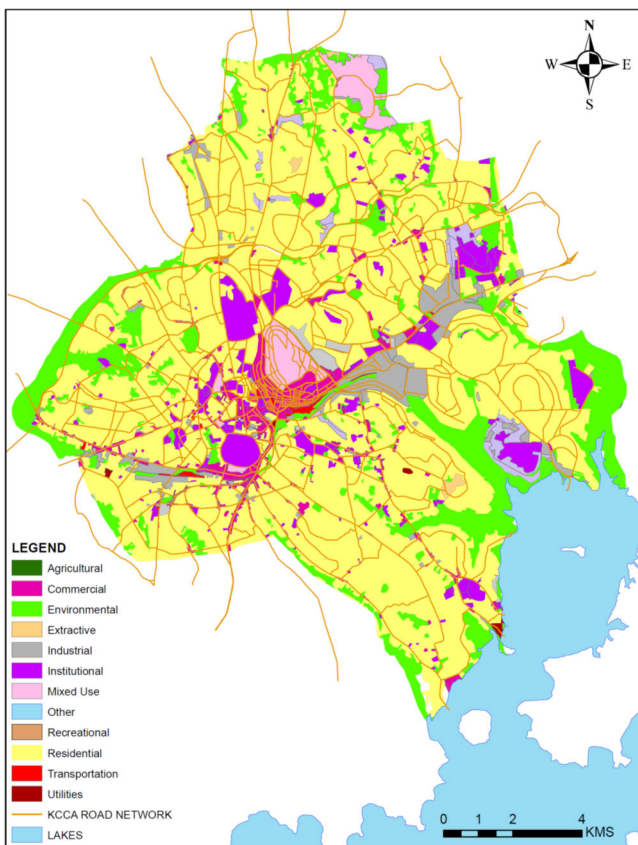 N
W E
S
LEGEND
Agricultural
Commercial
Environmental
Extractive
Industrial
Institutional
Mixed Use
Other
Recreational
Residential
Transportation
Utilities
KCCA ROAD NETWORK
LAKES
0 1 2 4
KMS